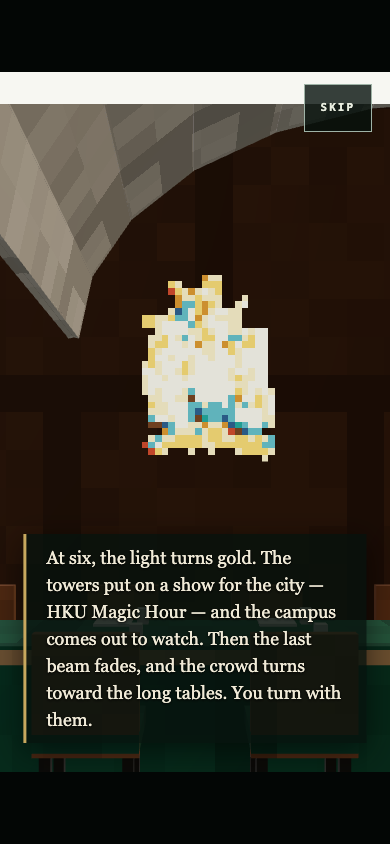 SKIP
At six, the light turns gold. The
towers put on a show for the city —
HKU Magic Hour — and the campus
comes out to watch. Then the last
beam fades, and the crowd turns
toward the long tables. You turn with
them.